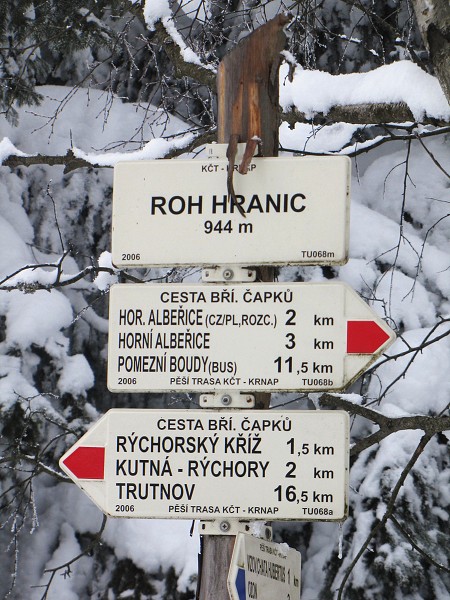 KČT - KRNAP
ROH HRANIC
944 m
2006 TU068m
CESTA BŘÍ. ČAPKŮ
HOR. ALBEŘICE (CZ/PL,ROZC.) 2 km
HORNÍ ALBEŘICE 3 km
POMEZNÍ BOUDY (BUS) 11,5 km
PĚŠÍ TRASA KČT - KRNAP
2006 TU068b
CESTA BŘÍ. ČAPKŮ
RÝCHORSKÝ KŘÍŽ 1,5 km
KUTNÁ - RÝCHORY 2 km
TRUTNOV 16,5 km
2006 PĚŠÍ TRASA KČT - KRNAP TU068a
1 km